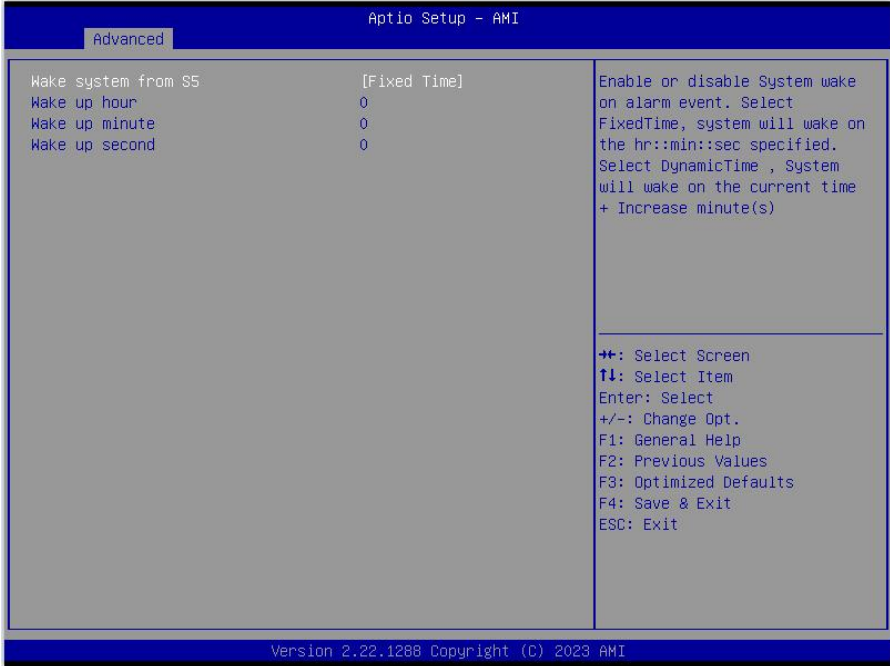 Aptio Setup – AMI
Advanced
Wake system from S5 [Fixed Time]
Wake up hour 0
Wake up minute 0
Wake up second 0
Enable or disable System wake
on alarm event. Select
FixedTime, system will wake on
the hr::min::sec specified.
Select DynamicTime , System
will wake on the current time
+ Increase minute(s)
→←: Select Screen
↑↓: Select Item
Enter: Select
+/-: Change Opt.
F1: General Help
F2: Previous Values
F3: Optimized Defaults
F4: Save & Exit
ESC: Exit
Version 2.22.1288 Copyright (C) 2023 AMI